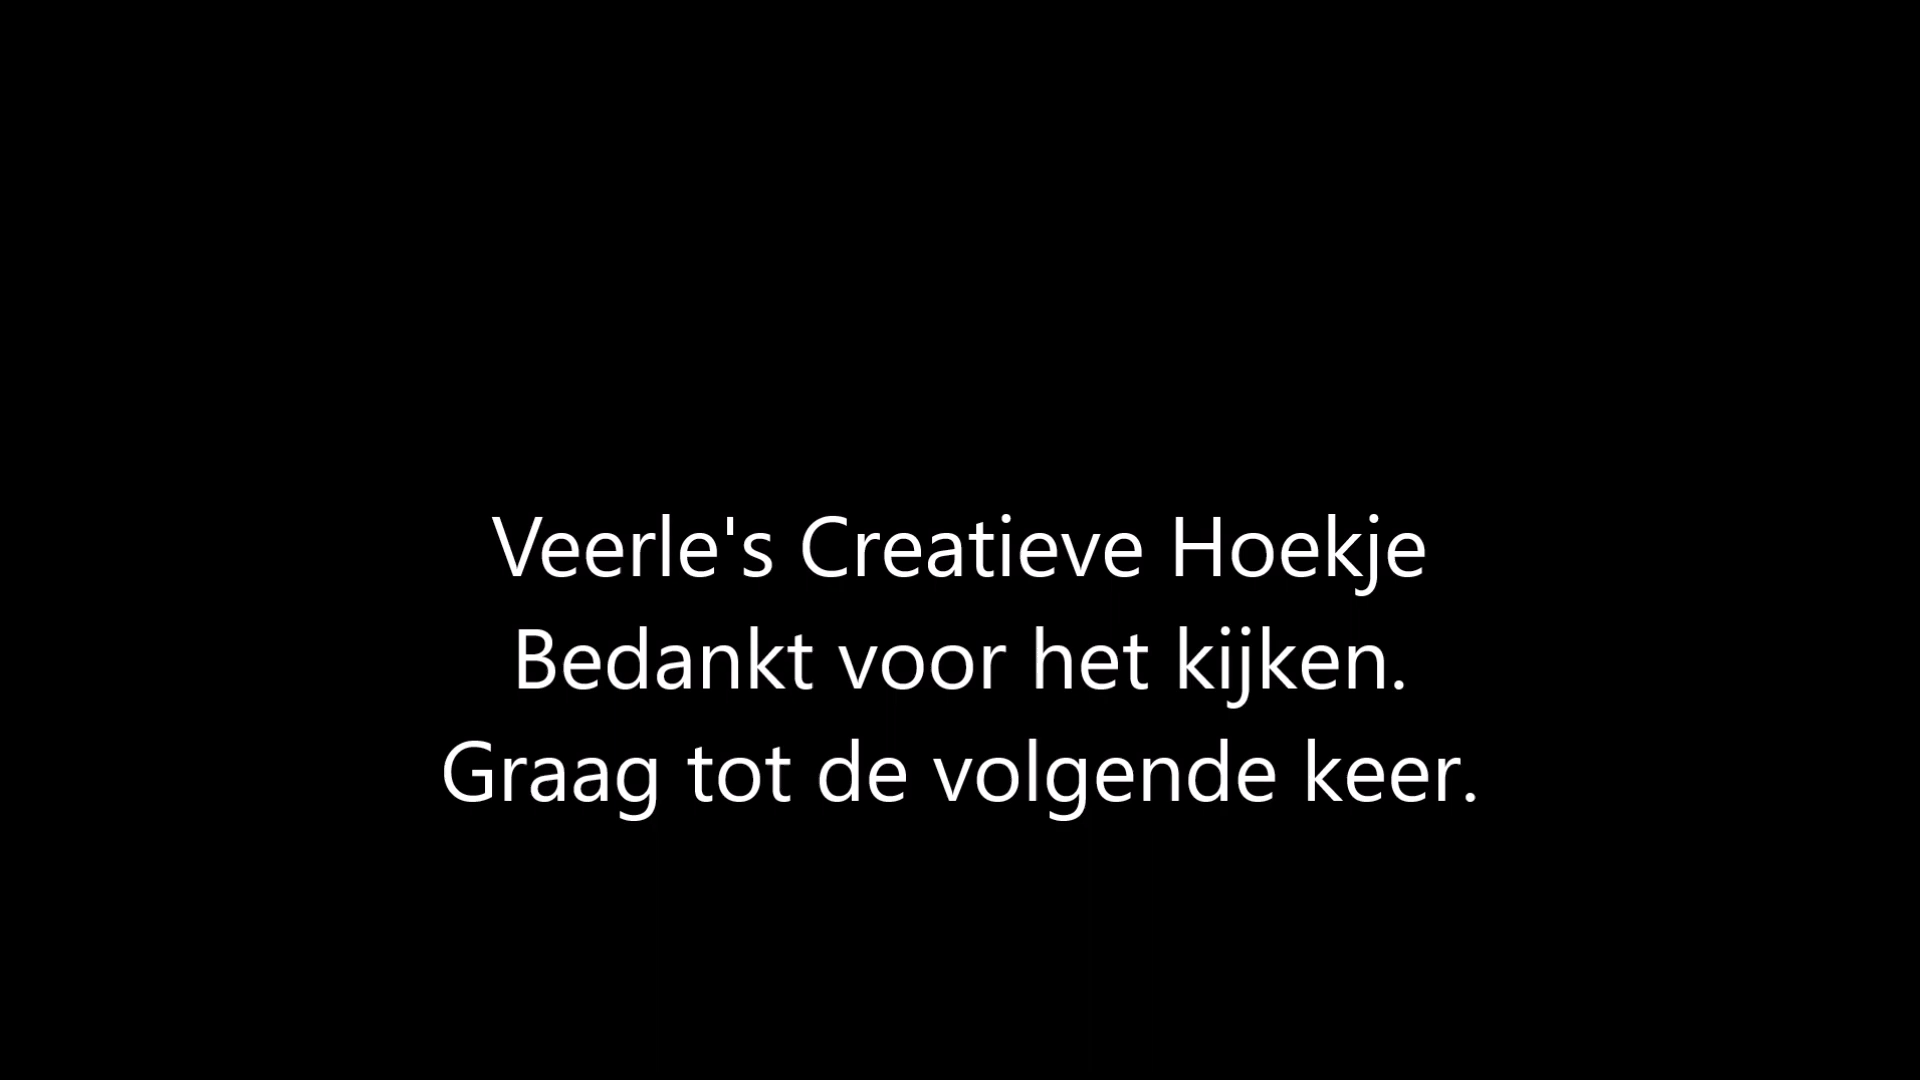 Veerle's Creatieve Hoekje
Bedankt voor het kijken.
Graag tot de volgende keer.